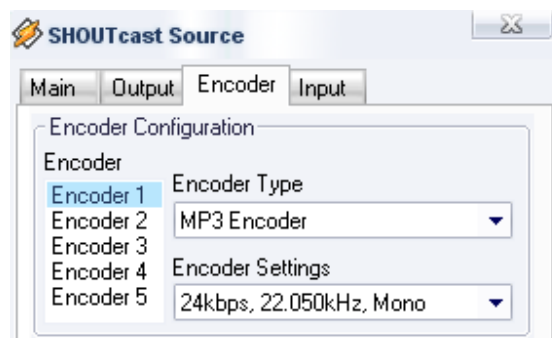 SHOUTcast Source
Main Output Encoder Input
Encoder Configuration
Encoder
Encoder 1
Encoder 2
Encoder 3
Encoder 4
Encoder 5
Encoder Type
MP3 Encoder
Encoder Settings
24kbps, 22.050kHz, Mono